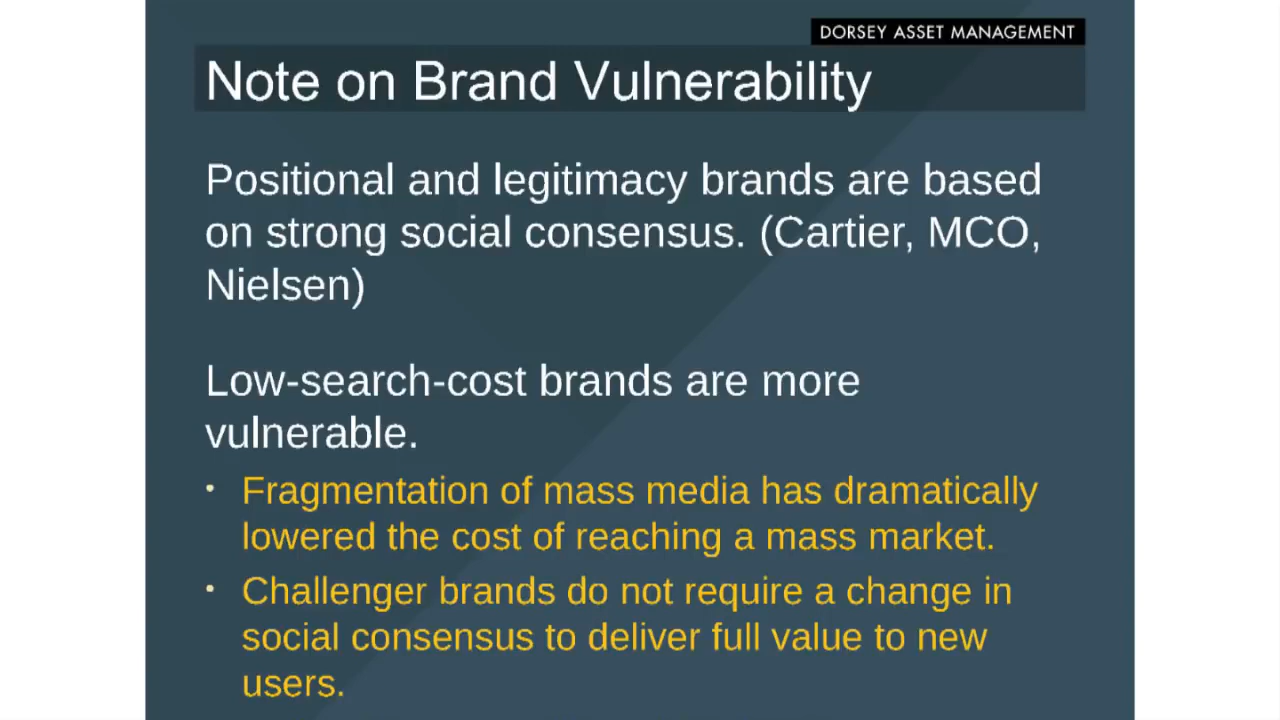 DORSEY ASSET MANAGEMENT
Note on Brand Vulnerability
Positional and legitimacy brands are based
on strong social consensus. (Cartier, MCO,
Nielsen)
Low-search-cost brands are more
vulnerable.
• Fragmentation of mass media has dramatically
lowered the cost of reaching a mass market.
• Challenger brands do not require a change in
social consensus to deliver full value to new
users.